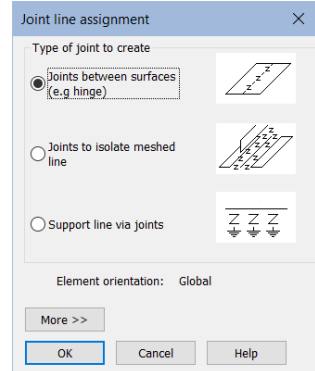 Joint line assignment
Type of joint to create
Joints between surfaces
(e.g hinge)
Joints to isolate meshed
line
Support line via joints
Element orientation: Global
More >>
OK Cancel Help